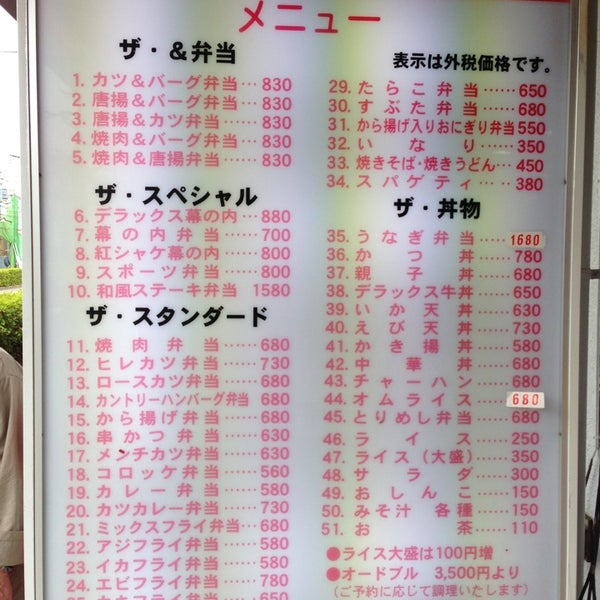 メニュー
ザ・&弁当
1. カツ&バーグ弁当…830
2. 唐揚&バーグ弁当…830
3. 唐揚&カツ弁当…830
4. 焼肉&バーグ弁当…830
5. 焼肉&唐揚弁当……830
ザ・スペシャル
6. デラックス幕の内…880
7. 幕の内弁当……700
8. 紅シャケ幕の内…800
9. スポーツ弁当……800
10. 和風ステーキ弁当 1580
ザ・スタンダード
11. 焼肉弁当……680
12. ヒレカツ弁当……730
13. ロースカツ弁当……680
14. カントリーハンバーグ弁当 680
15. から揚げ弁当……680
16. 串かつ弁当……630
17. メンチカツ弁当……630
18. コロッケ弁当……560
19. カレー弁当……580
20. カツカレー弁当……730
21. ミックスフライ弁当…680
22. アジフライ弁当……580
23. イカフライ弁当……580
24. エビフライ弁当……730
表示は外税価格です。
29. たらこ弁当……650
30. すぶた弁当……680
31. から揚げ入りおにぎり弁当 550
32. いなり……350
33. 焼きそば・焼きうどん…450
34. スパゲティ…380
ザ・丼物
35. うなぎ弁当……1680
36. かつ丼……780
37. 親子丼……680
38. デラックス牛丼……650
39. いか天丼……630
40. えび天丼……730
41. かき揚丼……580
42. 中華丼……680
43. チャーハン……680
44. オムライス……680
45. とりめし弁当……680
46. ライス……250
47. ライス(大盛)……350
48. サラダ……300
49. おしんこ……150
50. みそ汁 各種……150
51. お茶……110
●ライス大盛は100円増
●オードブル 3,500円より
(ご予約に応じて調理いたします)